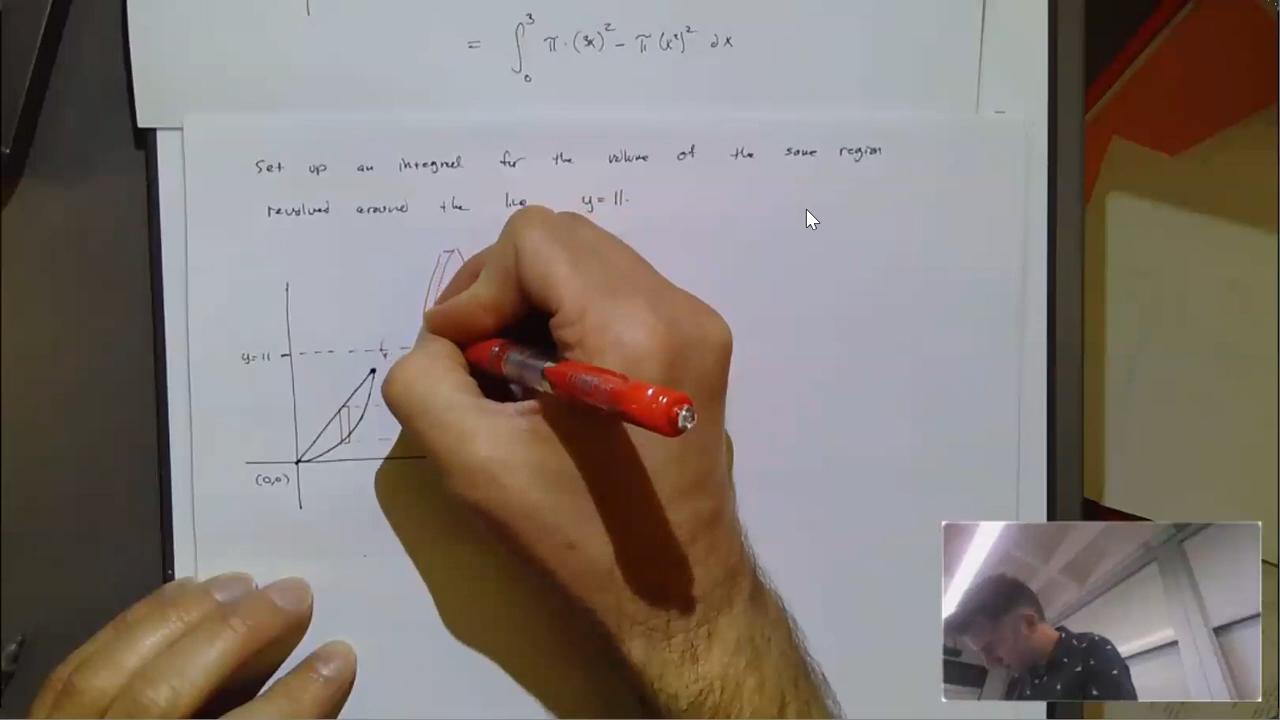 = ∫₀³ π·(3x)² - π(x²)² dx
Set up an integral for the volume of the same region
revolved around the line y = 11.
y=11
(0,0)